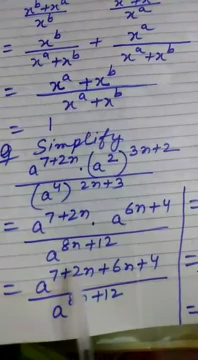 x^b+x^a x^b+x^a
x^b x^a
= x^b/(x^a+x^b) + x^a/(x^a+x^b)
= (x^a+x^b)/(x^a+x^b)
= 1
Q Simplify
a^(7+2n) · (a^2)^(3n+2)
(a^4)^(2n+3)
= (a^(7+2n) · a^(6n+4))/a^(8n+12) =
= a^(7+2n+6n+4)/a^( n+12) =
=